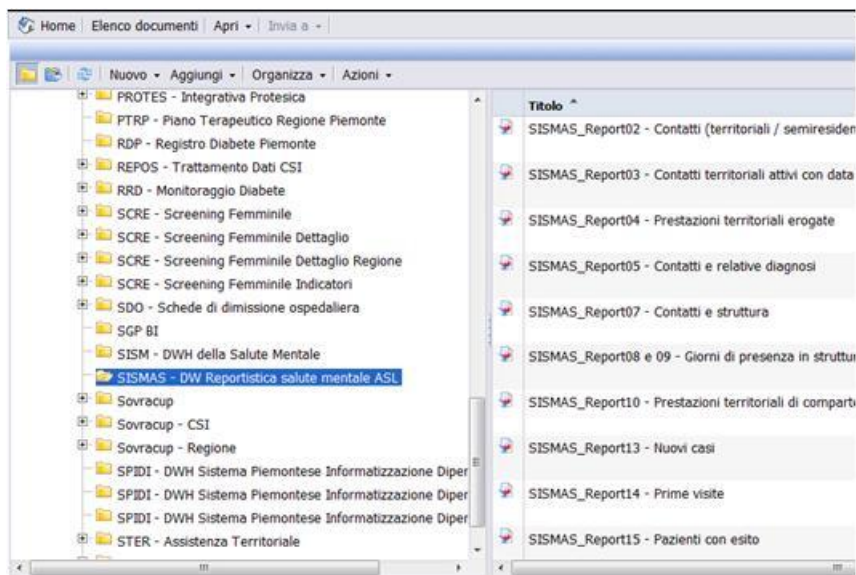 Home Elenco documenti Apri Invia a
Nuovo Aggiungi Organizza Azioni
PROTES - Integrativa Protesica
PTRP - Piano Terapeutico Regione Piemonte
RDP - Registro Diabete Piemonte
REPOS - Trattamento Dati CSI
RRD - Monitoraggio Diabete
SCRE - Screening Femminile
SCRE - Screening Femminile Dettaglio
SCRE - Screening Femminile Dettaglio Regione
SCRE - Screening Femminile Indicatori
SDO - Schede di dimissione ospedaliera
SGP BI
SISM - DWH della Salute Mentale
SISMAS - DW Reportistica salute mentale ASL
Sovracup
Sovracup - CSI
Sovracup - Regione
SPIDI - DWH Sistema Piemontese Informatizzazione Diper
SPIDI - DWH Sistema Piemontese Informatizzazione Diper
SPIDI - DWH Sistema Piemontese Informatizzazione Diper
STER - Assistenza Territoriale
Titolo
SISMAS_Report02 - Contatti (territoriali / semiresiden
SISMAS_Report03 - Contatti territoriali attivi con data
SISMAS_Report04 - Prestazioni territoriali erogate
SISMAS_Report05 - Contatti e relative diagnosi
SISMAS_Report07 - Contatti e struttura
SISMAS_Report08 e 09 - Giorni di presenza in struttur
SISMAS_Report10 - Prestazioni territoriali di comparto
SISMAS_Report13 - Nuovi casi
SISMAS_Report14 - Prime visite
SISMAS_Report15 - Pazienti con esito